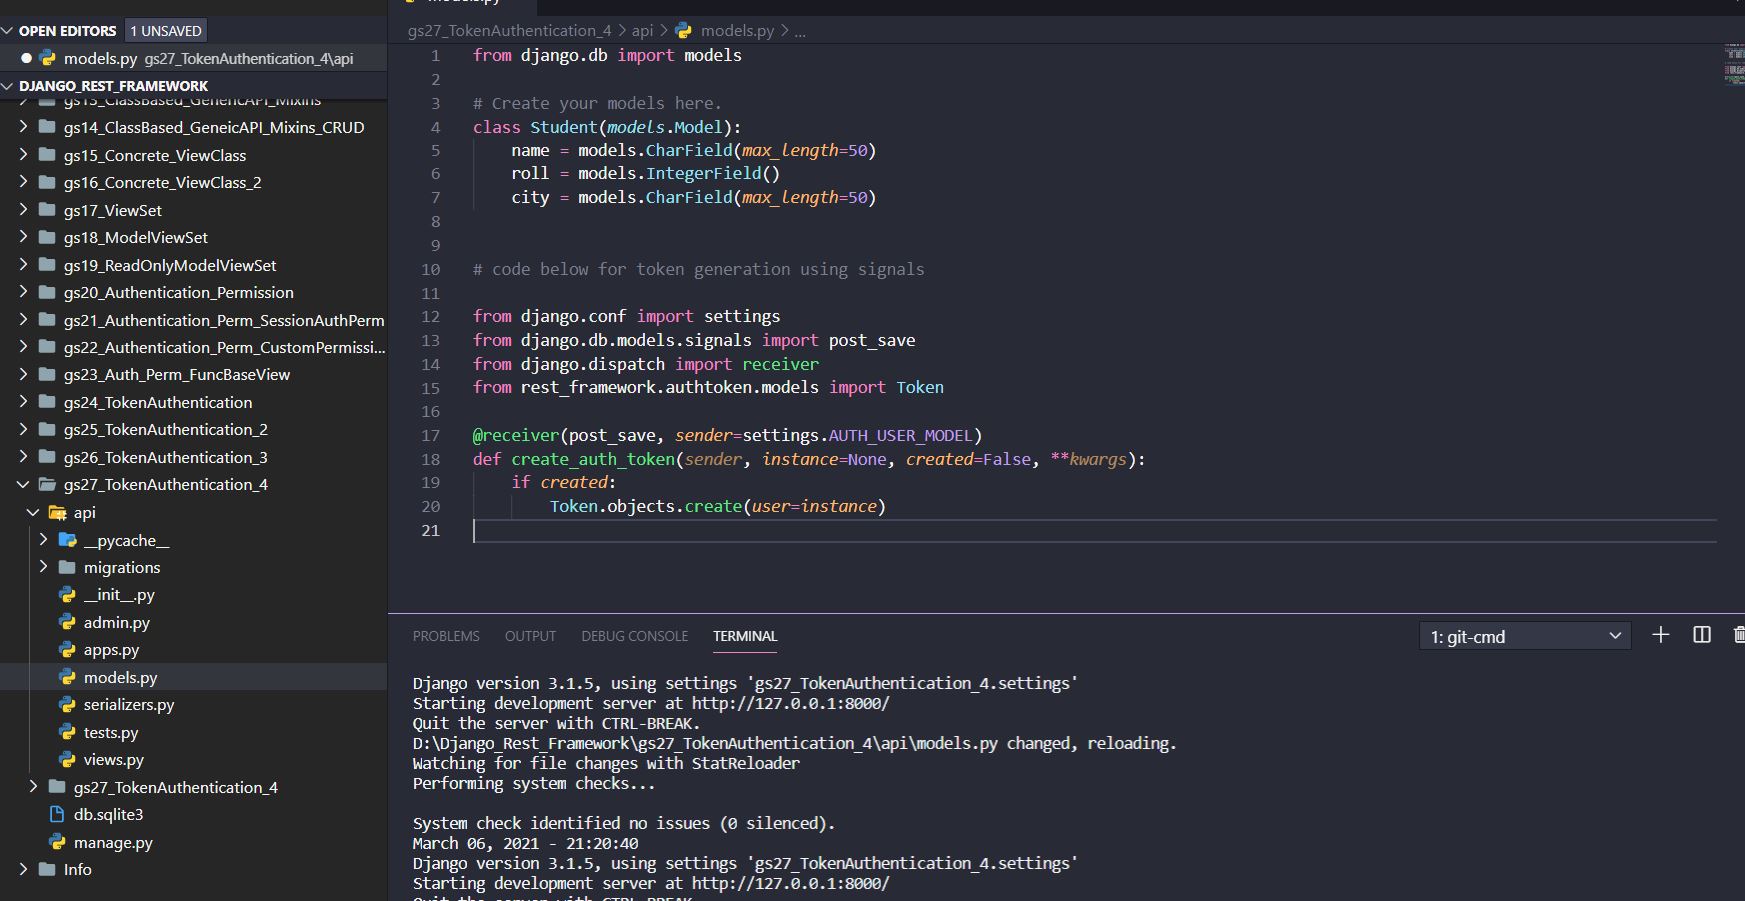 OPEN EDITORS 1 UNSAVED
models.py gs27_TokenAuthentication_4\api
DJANGO_REST_FRAMEWORK
gs13_ClassBased_GenericAPI_Mixins
gs14_ClassBased_GeneicAPI_Mixins_CRUD
gs15_Concrete_ViewClass
gs16_Concrete_ViewClass_2
gs17_ViewSet
gs18_ModelViewSet
gs19_ReadOnlyModelViewSet
gs20_Authentication_Permission
gs21_Authentication_Perm_SessionAuthPerm
gs22_Authentication_Perm_CustomPermissi...
gs23_Auth_Perm_FuncBaseView
gs24_TokenAuthentication
gs25_TokenAuthentication_2
gs26_TokenAuthentication_3
gs27_TokenAuthentication_4
api
__pycache__
migrations
__init__.py
admin.py
apps.py
models.py
serializers.py
tests.py
views.py
gs27_TokenAuthentication_4
db.sqlite3
manage.py
Info
models.py
gs27_TokenAuthentication_4 > api > models.py > ...
1 from django.db import models
2
3 # Create your models here.
4 class Student(models.Model):
5 name = models.CharField(max_length=50)
6 roll = models.IntegerField()
7 city = models.CharField(max_length=50)
8
9
10 # code below for token generation using signals
11
12 from django.conf import settings
13 from django.db.models.signals import post_save
14 from django.dispatch import receiver
15 from rest_framework.authtoken.models import Token
16
17 @receiver(post_save, sender=settings.AUTH_USER_MODEL)
18 def create_auth_token(sender, instance=None, created=False, **kwargs):
19 if created:
20 Token.objects.create(user=instance)
21
PROBLEMS OUTPUT DEBUG CONSOLE TERMINAL 1: git-cmd
Django version 3.1.5, using settings 'gs27_TokenAuthentication_4.settings'
Starting development server at http://127.0.0.1:8000/
Quit the server with CTRL-BREAK.
D:\Django_Rest_Framework\gs27_TokenAuthentication_4\api\models.py changed, reloading.
Watching for file changes with StatReloader
Performing system checks...
System check identified no issues (0 silenced).
March 06, 2021 - 21:20:40
Django version 3.1.5, using settings 'gs27_TokenAuthentication_4.settings'
Starting development server at http://127.0.0.1:8000/
Quit the server with CTRL-BREAK.